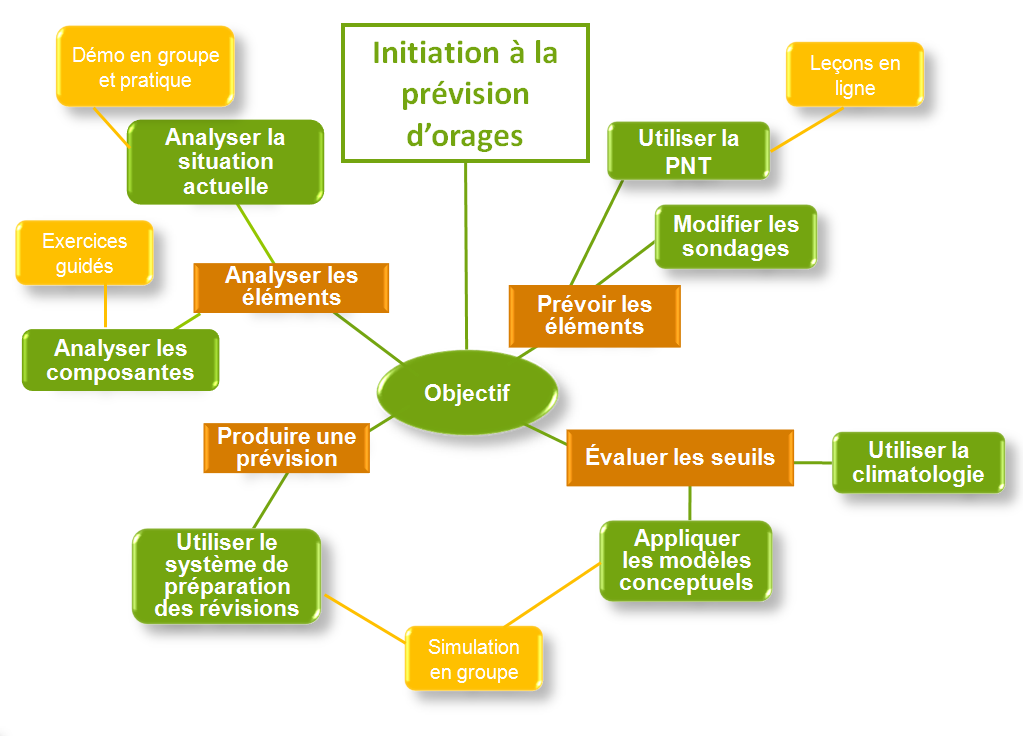 Initiation à la
prévision
d’orages
Démo en groupe
et pratique
Analyser la
situation
actuelle
Exercices
guidés
Analyser les
composantes
Analyser les
éléments
Leçons en
ligne
Utiliser la
PNT
Modifier les
sondages
Prévoir les
éléments
Objectif
Produire une
prévision
Utiliser le
système de
préparation
des révisions
Évaluer les seuils
Utiliser la
climatologie
Appliquer
les modèles
conceptuels
Simulation
en groupe